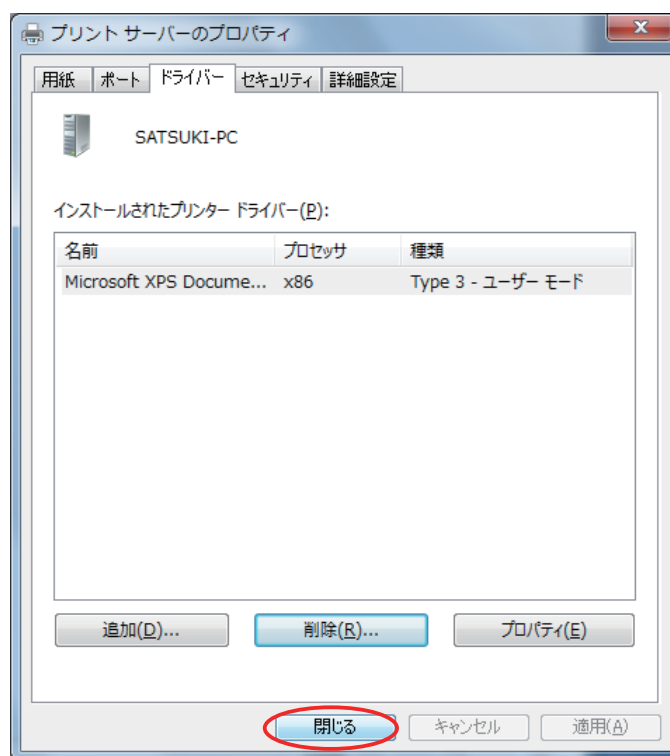 プリント サーバーのプロパティ
用紙 ポート ドライバー セキュリティ 詳細設定
SATSUKI-PC
インストールされたプリンター ドライバー(P):
名前 プロセッサ 種類
Microsoft XPS Docume... x86 Type 3 - ユーザー モード
追加(D)... 削除(R)... プロパティ(E)
閉じる キャンセル 適用(A)